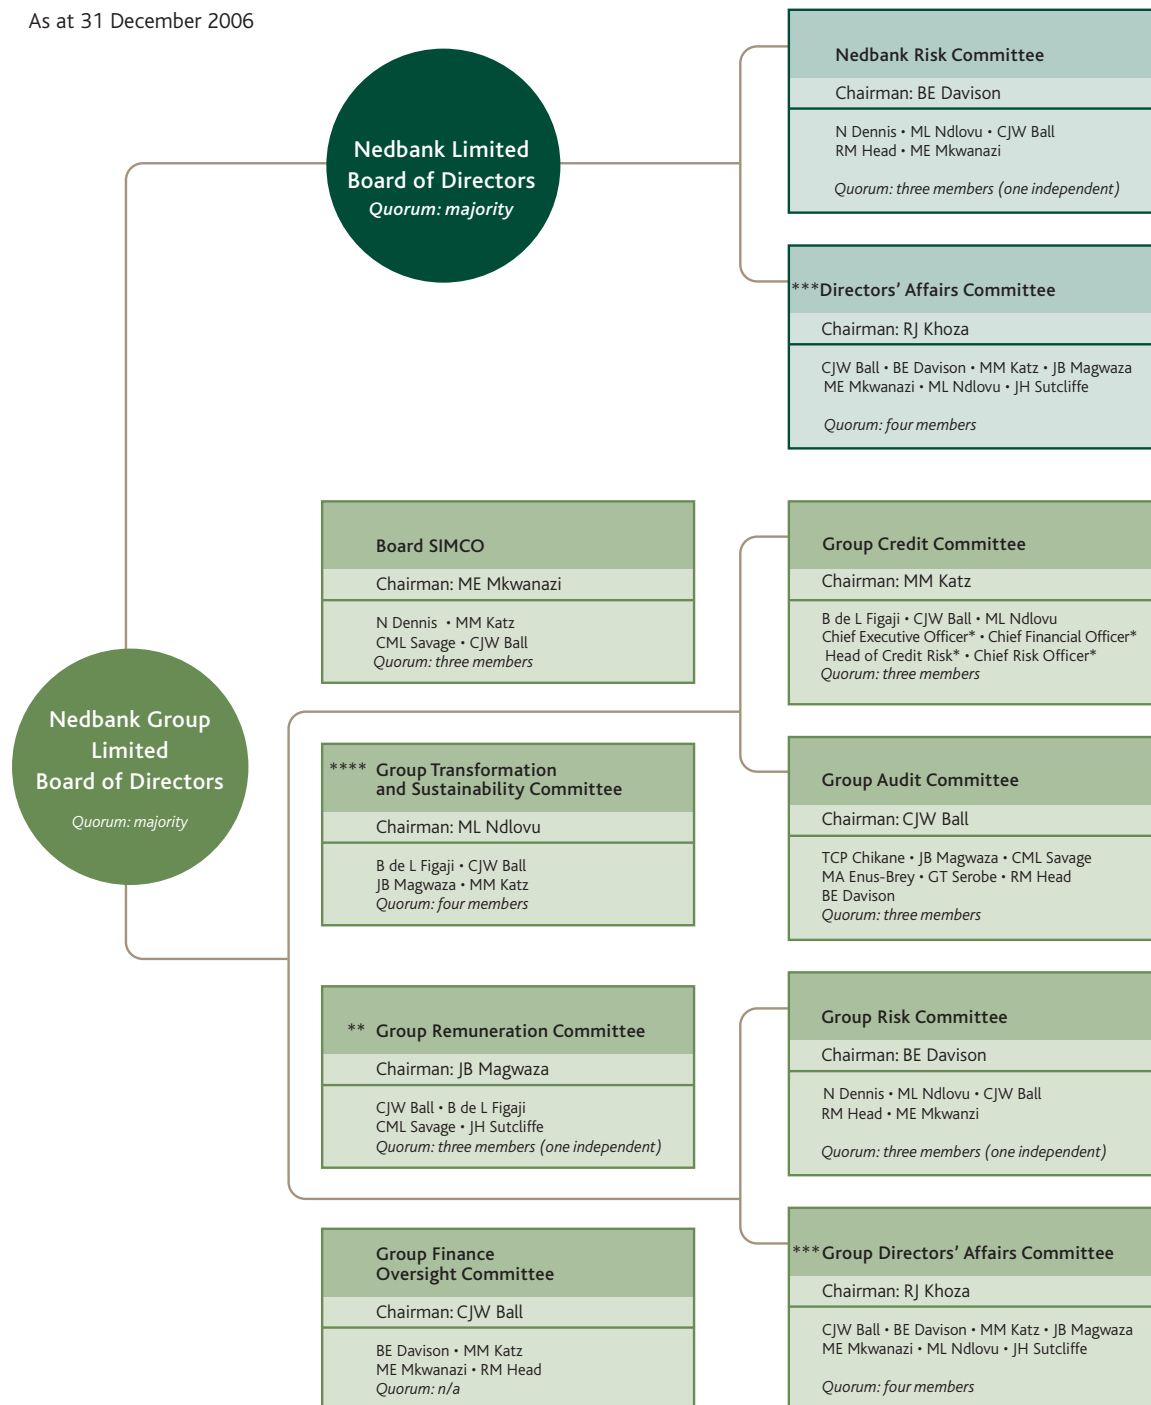 As at 31 December 2006
Nedbank Limited
Board of Directors
Quorum: majority
Nedbank Risk Committee
Chairman: BE Davison
N Dennis • ML Ndlovu • CJW Ball
RM Head • ME Mkwanazi
Quorum: three members (one independent)
***Directors' Affairs Committee
Chairman: RJ Khoza
CJW Ball • BE Davison • MM Katz • JB Magwaza
ME Mkwanazi • ML Ndlovu • JH Sutcliffe
Quorum: four members
Nedbank Group
Limited
Board of Directors
Quorum: majority
Board SIMCO
Chairman: ME Mkwanazi
N Dennis • MM Katz
CML Savage • CJW Ball
Quorum: three members
**** Group Transformation
and Sustainability Committee
Chairman: ML Ndlovu
B de L Figaji • CJW Ball
JB Magwaza • MM Katz
Quorum: four members
** Group Remuneration Committee
Chairman: JB Magwaza
CJW Ball • B de L Figaji
CML Savage • JH Sutcliffe
Quorum: three members (one independent)
Group Finance
Oversight Committee
Chairman: CJW Ball
BE Davison • MM Katz
ME Mkwanazi • RM Head
Quorum: n/a
Group Credit Committee
Chairman: MM Katz
B de L Figaji • CJW Ball • ML Ndlovu
Chief Executive Officer* • Chief Financial Officer*
Head of Credit Risk* • Chief Risk Officer*
Quorum: three members
Group Audit Committee
Chairman: CJW Ball
TCP Chikane • JB Magwaza • CML Savage
MA Enus-Brey • GT Serobe • RM Head
BE Davison
Quorum: three members
Group Risk Committee
Chairman: BE Davison
N Dennis • ML Ndlovu • CJW Ball
RM Head • ME Mkwanzi
Quorum: three members (one independent)
***Group Directors' Affairs Committee
Chairman: RJ Khoza
CJW Ball • BE Davison • MM Katz • JB Magwaza
ME Mkwanazi • ML Ndlovu • JH Sutcliffe
Quorum: four members